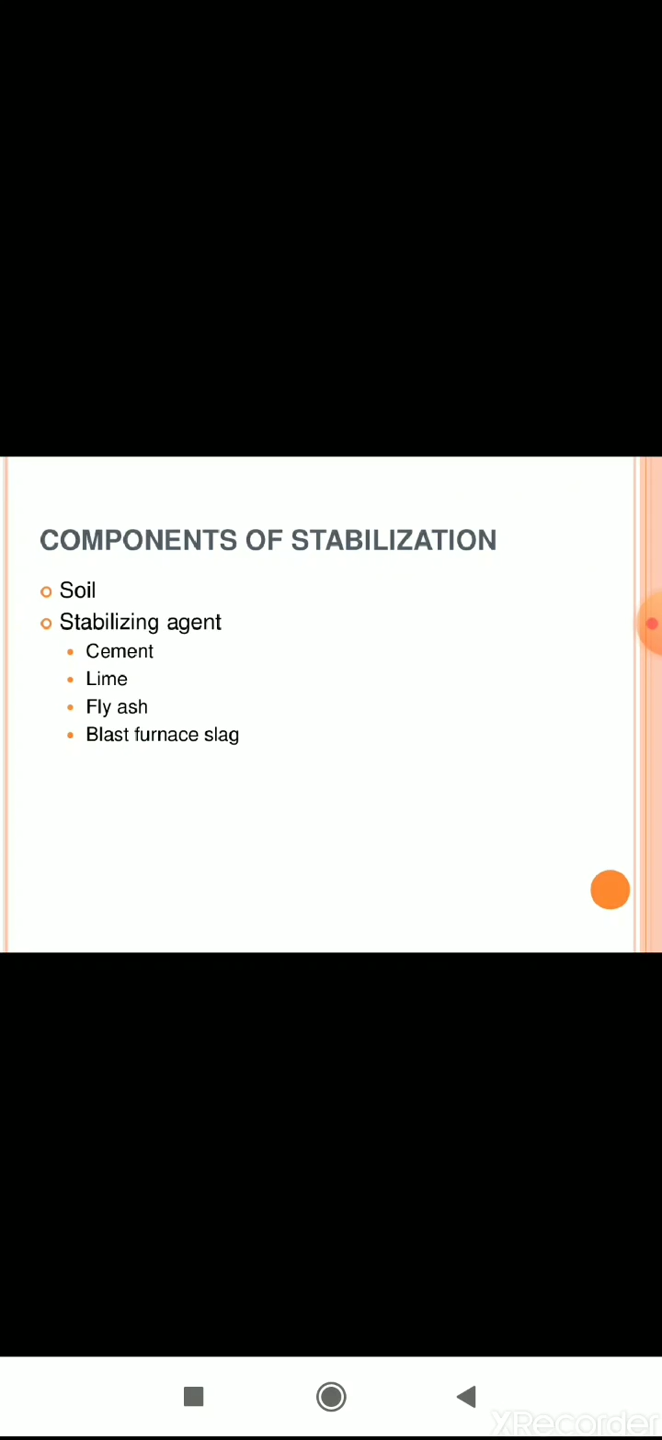 COMPONENTS OF STABILIZATION
Soil
Stabilizing agent
Cement
Lime
Fly ash
Blast furnace slag
XRecorder